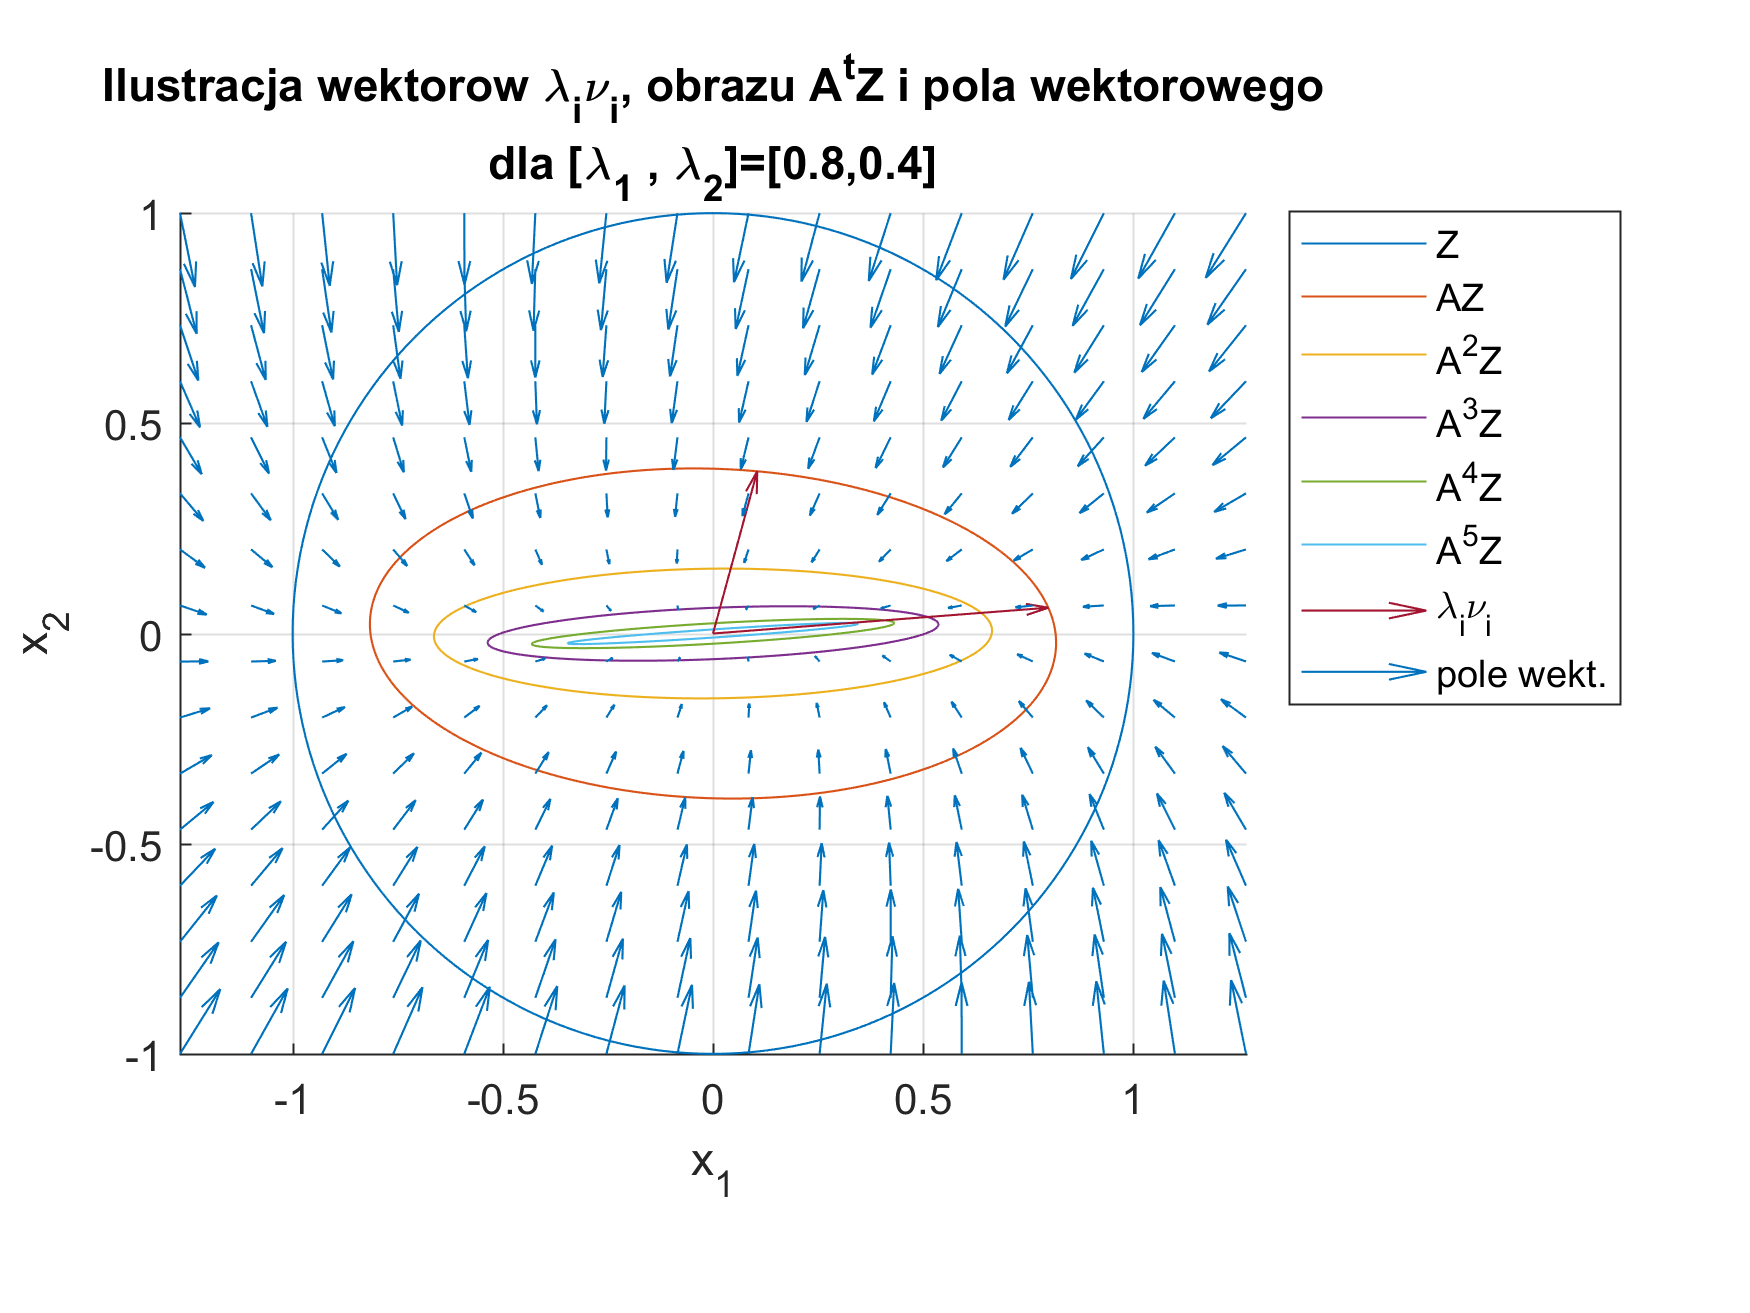 Ilustracja wektorow λᵢνᵢ, obrazu AᵗZ i pola wektorowego
dla [λ₁ , λ₂]=[0.8,0.4]
1
0.5
0
-0.5
-1
x₂
-1 -0.5 0 0.5 1
x₁
Z
AZ
A²Z
A³Z
A⁴Z
A⁵Z
λᵢνᵢ
pole wekt.